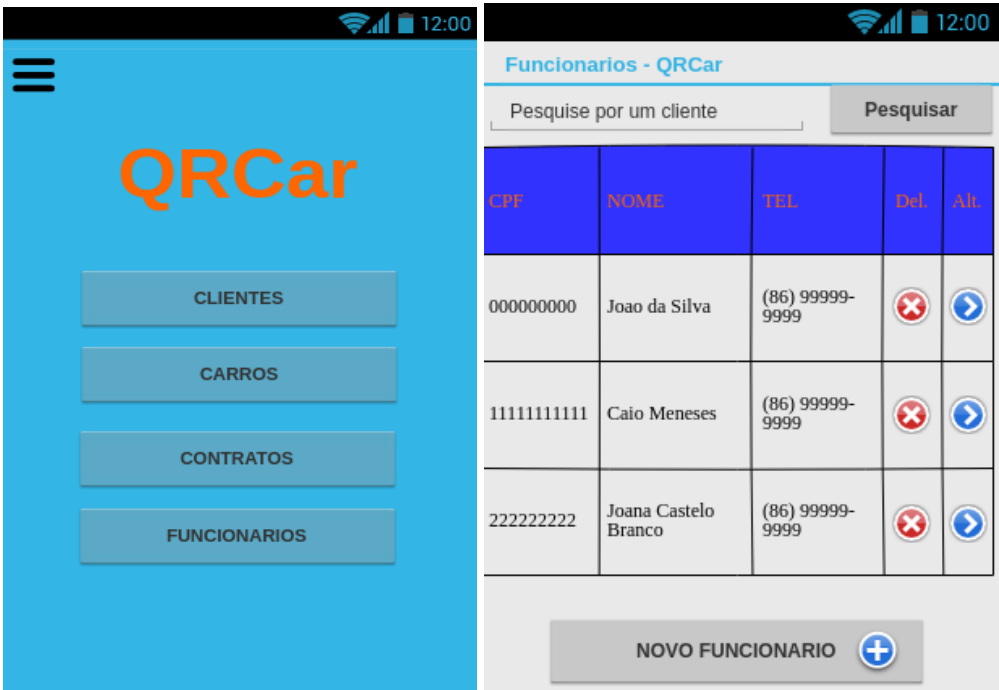 12:00
QRCar
CLIENTES
CARROS
CONTRATOS
FUNCIONARIOS
12:00
Funcionarios - QRCar
Pesquise por um cliente Pesquisar
CPF NOME TEL Del. Alt.
000000000 Joao da Silva (86) 99999-
9999
11111111111 Caio Meneses (86) 99999-
9999
222222222 Joana Castelo (86) 99999-
Branco 9999
NOVO FUNCIONARIO